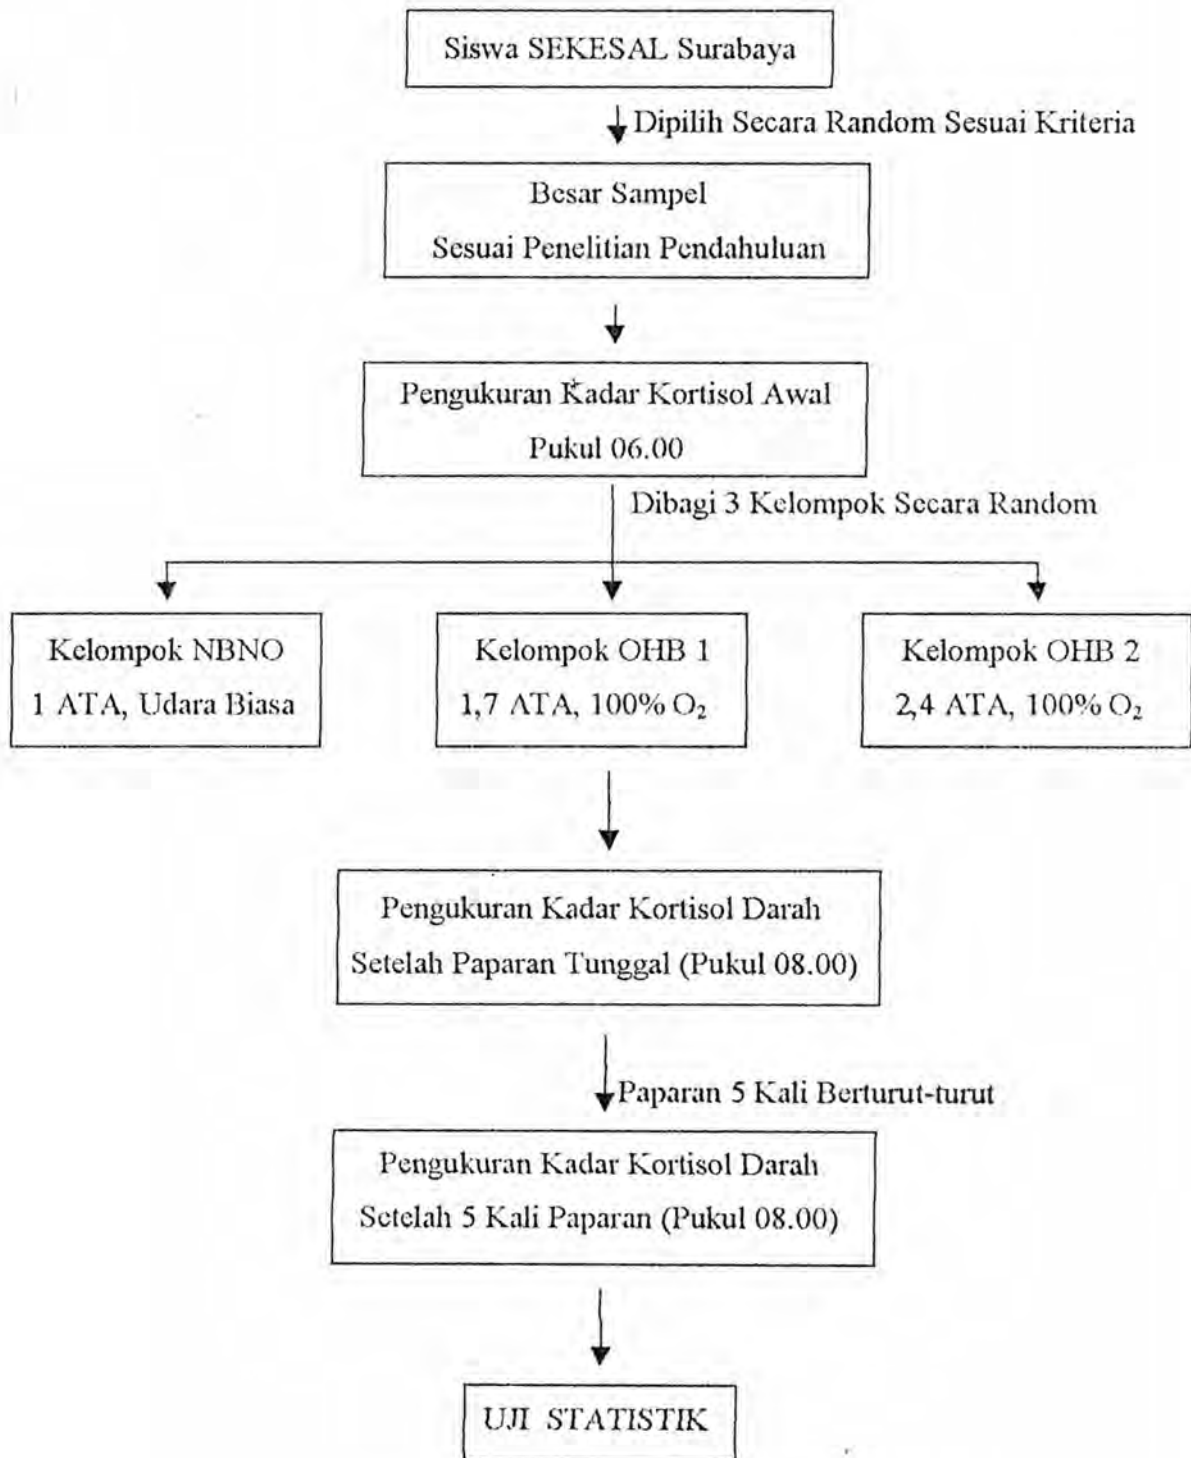 Siswa SEKESAL Surabaya
Dipilih Secara Random Sesuai Kriteria
Besar Sampel
Sesuai Penelitian Pendahuluan
Pengukuran Kadar Kortisol Awal
Pukul 06.00
Dibagi 3 Kelompok Secara Random
Kelompok NBNO
1 ATA, Udara Biasa
Kelompok OHB 1
1,7 ATA, 100% O₂
Kelompok OHB 2
2,4 ATA, 100% O₂
Pengukuran Kadar Kortisol Darah
Setelah Paparan Tunggal (Pukul 08.00)
Paparan 5 Kali Berturut-turut
Pengukuran Kadar Kortisol Darah
Setelah 5 Kali Paparan (Pukul 08.00)
UJI STATISTIK